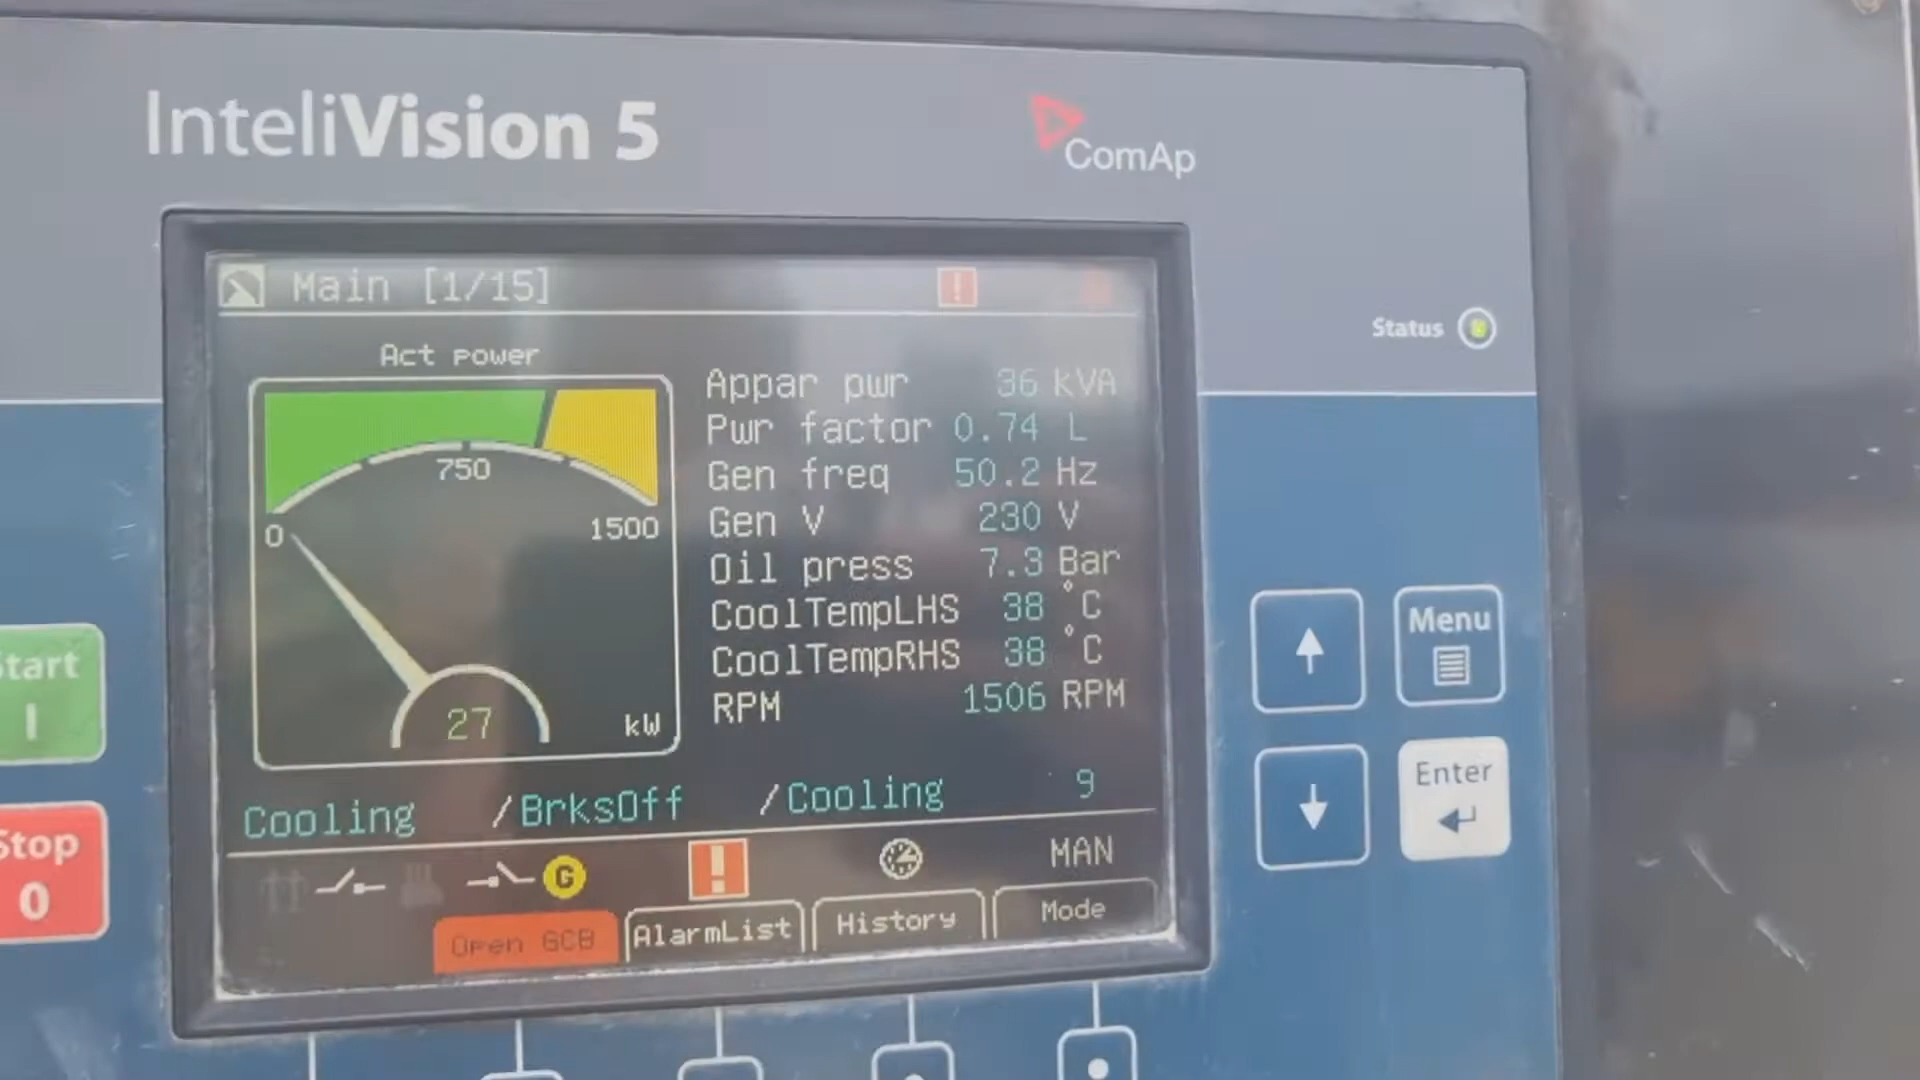 InteliVision 5
ComAp
Main [1/15]
Status
Act power
750
0
1500
27
kW
Appar pwr 36 kVA
Pwr factor 0.74 L
Gen freq 50.2 Hz
Gen V 230 V
Oil press 7.3 Bar
CoolTempLHS 38 °C
CoolTempRHS 38 °C
RPM 1506 RPM
Cooling /BrksOff /Cooling 9
G
MAN
Open GCB
AlarmList
History
Mode
tart
I
Stop
0
Menu
Enter